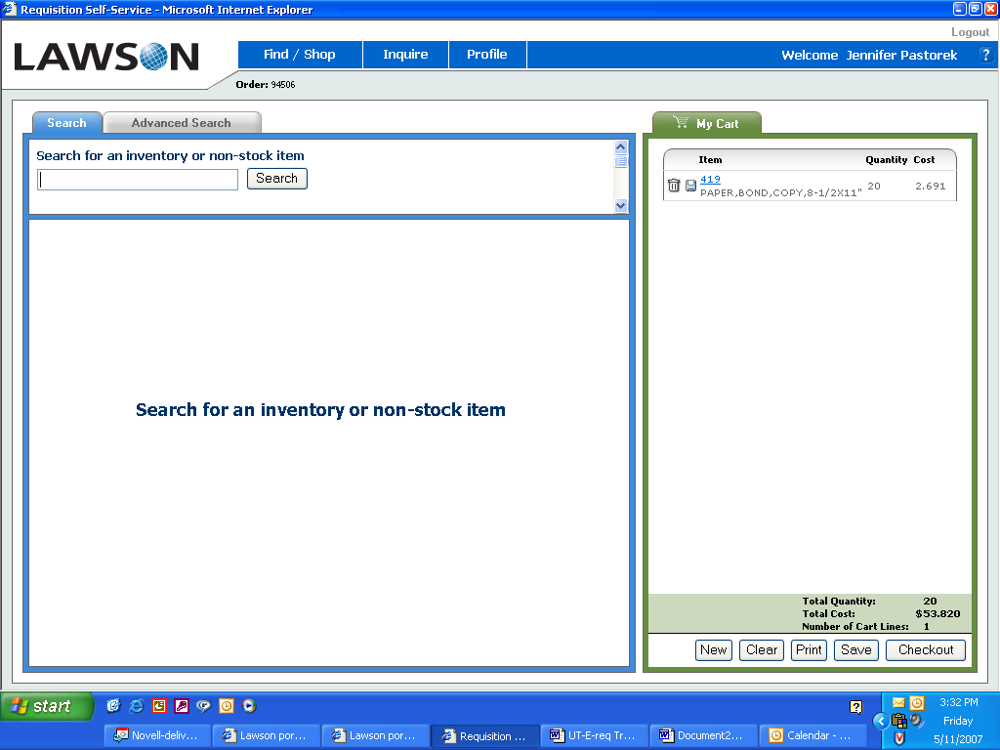 Requisition Self-Service - Microsoft Internet Explorer
Logout
LAWSON
Find / Shop Inquire Profile Welcome Jennifer Pastorek ?
Order: 94506
Search Advanced Search My Cart
Search for an inventory or non-stock item
Search
Item Quantity Cost
419
PAPER,BOND,COPY,8-1/2X11" 20 2.691
Search for an inventory or non-stock item
Total Quantity: 20
Total Cost: $53.820
Number of Cart Lines: 1
New Clear Print Save Checkout
start ? 3:32 PM
Friday
Novell-deliv... Lawson por... Lawson por... Requisition ... UT-E-req Tr... Document2... Calendar - ... 5/11/2007